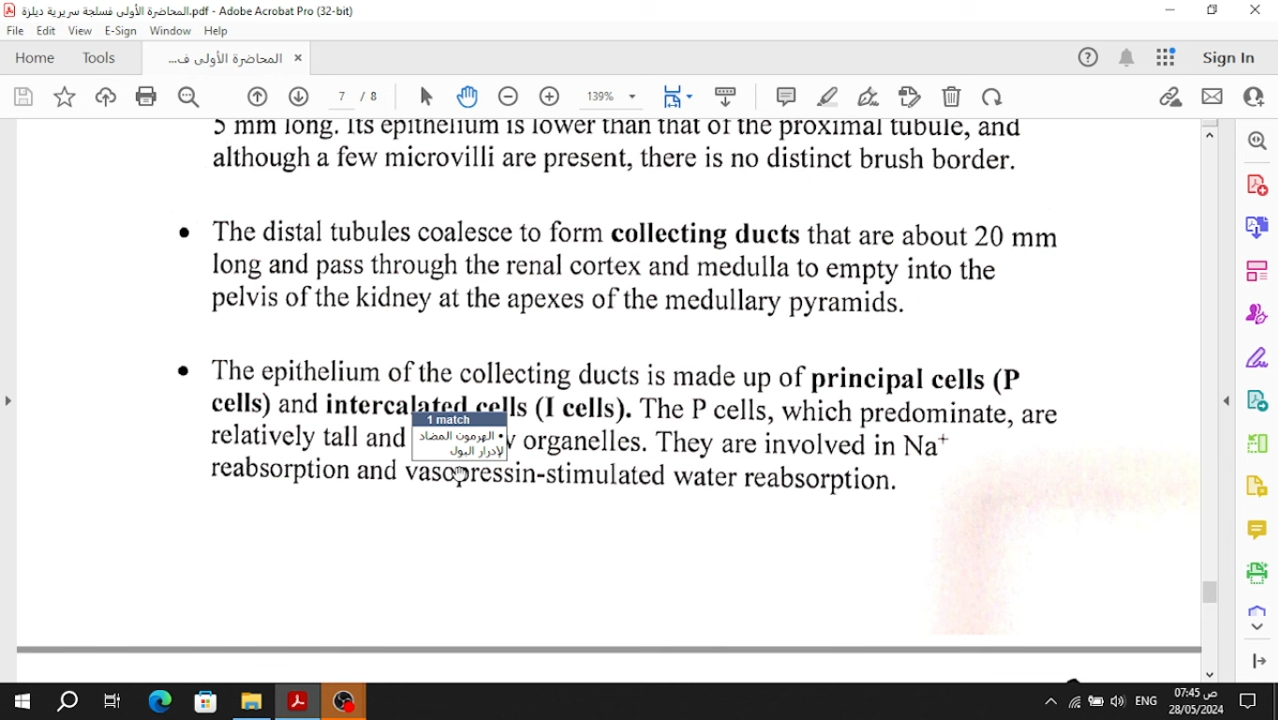 المحاضرة الأولى فسلجة سريرية ديلزة.pdf - Adobe Acrobat Pro (32-bit)
File Edit View E-Sign Window Help
Home Tools المحاضرة الأولى ف... × Sign In
7 / 8 139%
5 mm long. Its epithelium is lower than that of the proximal tubule, and
although a few microvilli are present, there is no distinct brush border.
• The distal tubules coalesce to form collecting ducts that are about 20 mm
long and pass through the renal cortex and medulla to empty into the
pelvis of the kidney at the apexes of the medullary pyramids.
• The epithelium of the collecting ducts is made up of principal cells (P
cells) and intercalated cells (I cells). The P cells, which predominate, are
relatively tall and organelles. They are involved in Na⁺
reabsorption and vasopressin-stimulated water reabsorption.
1 match
• الهرمون المضاد
لإدرار البول
ENG
07:45 ص
28/05/2024